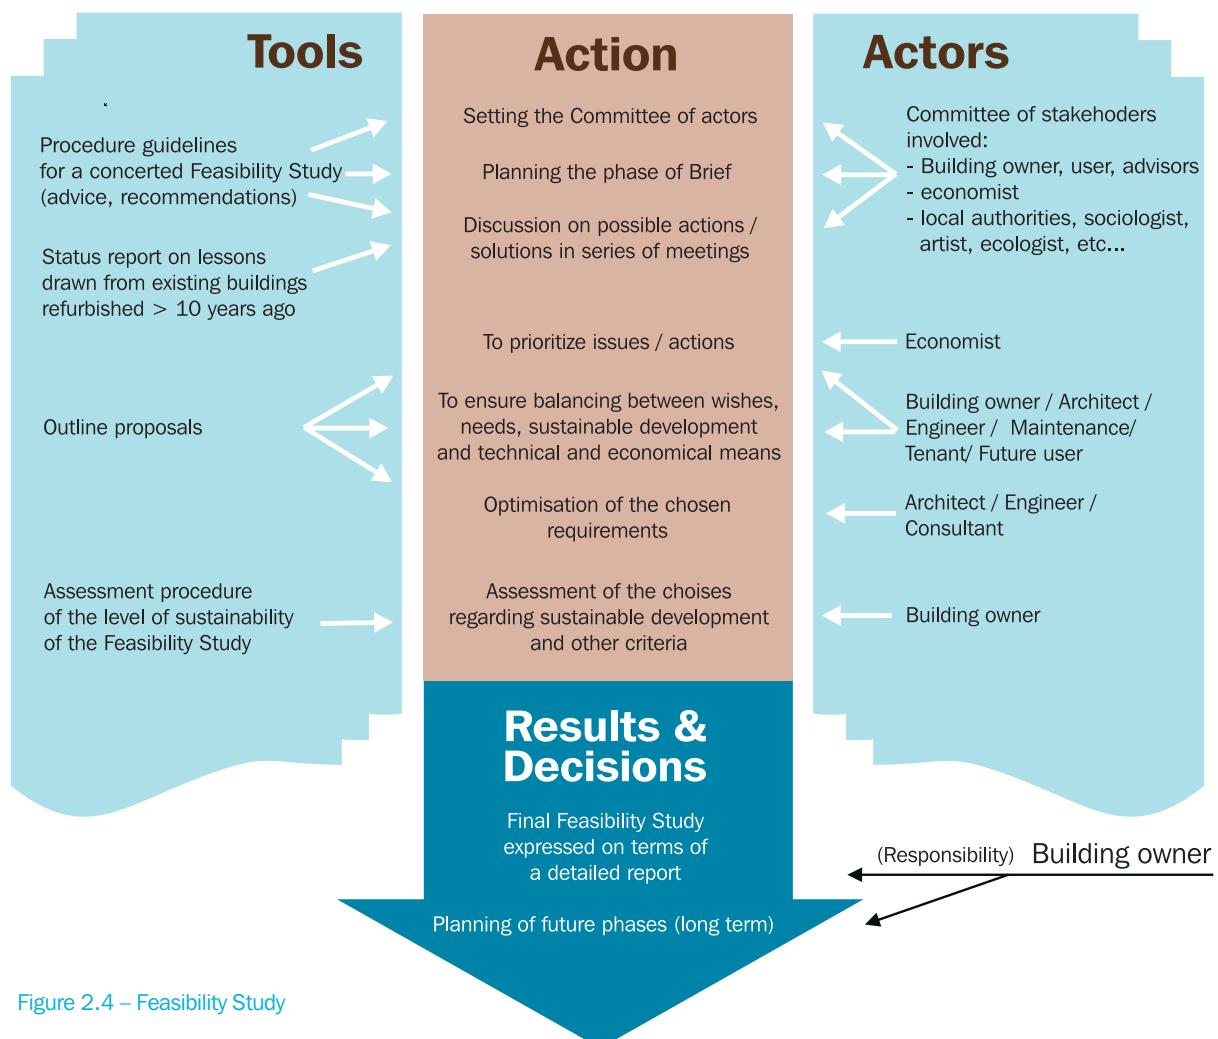 Tools
Procedure guidelines
for a concerted Feasibility Study
(advice, recommendations)
Status report on lessons
drawn from existing buildings
refurbished > 10 years ago
Outline proposals
Assessment procedure
of the level of sustainability
of the Feasibility Study
Action
Setting the Committee of actors
Planning the phase of Brief
Discussion on possible actions /
solutions in series of meetings
To prioritize issues / actions
To ensure balancing between wishes,
needs, sustainable development
and technical and economical means
Optimisation of the chosen
requirements
Assessment of the choises
regarding sustainable development
and other criteria
Actors
Committee of stakehoders
involved:
- Building owner, user, advisors
- economist
- local authorities, sociologist,
artist, ecologist, etc...
Economist
Building owner / Architect /
Engineer / Maintenance/
Tenant/ Future user
Architect / Engineer /
Consultant
Building owner
Results &
Decisions
Final Feasibility Study
expressed on terms of
a detailed report
Planning of future phases (long term)
(Responsibility) Building owner
Figure 2.4 – Feasibility Study